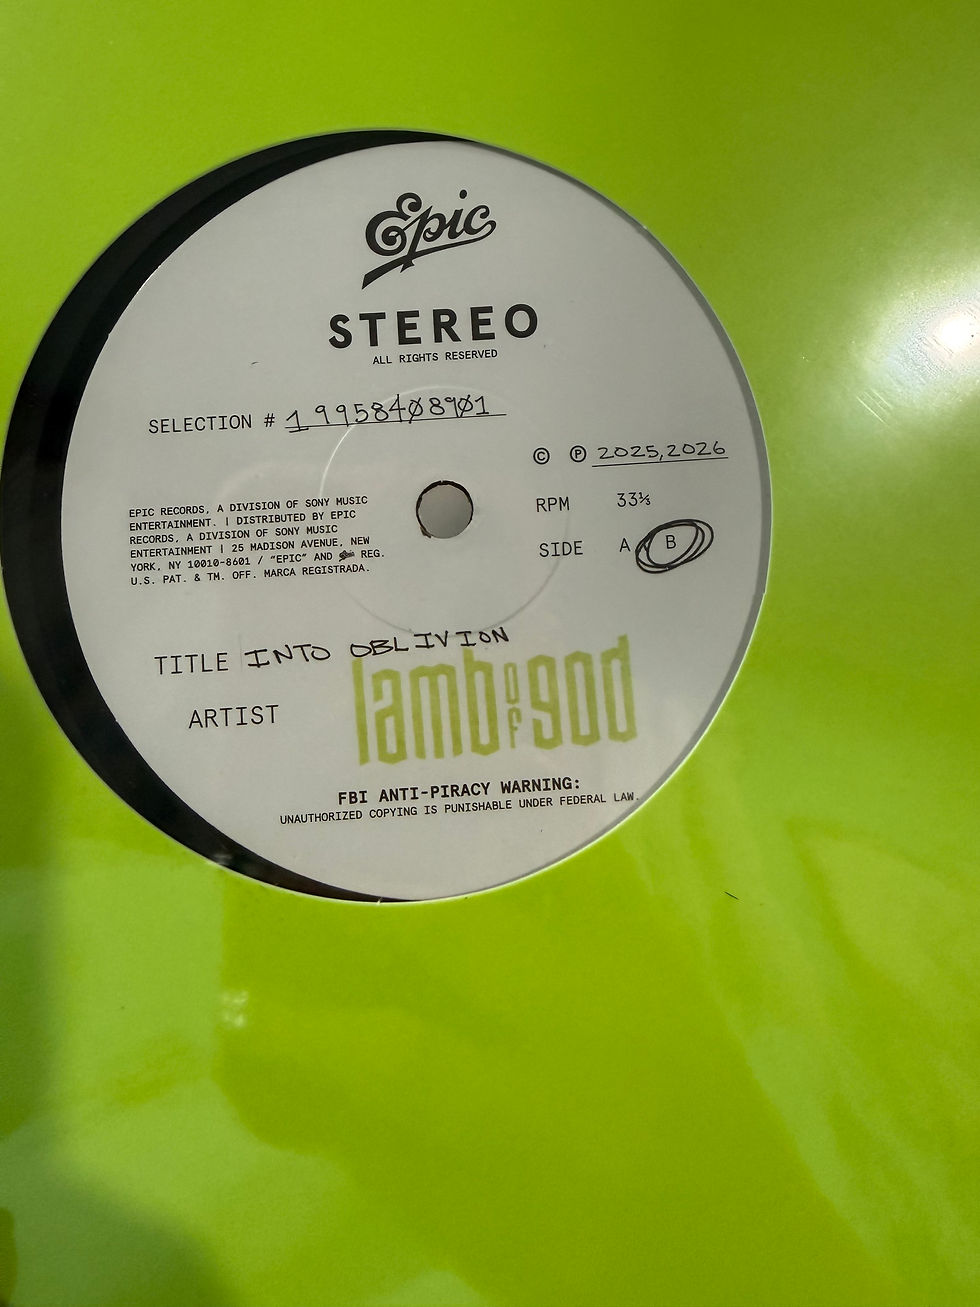 Epic
STEREO
ALL RIGHTS RESERVED
SELECTION # 19958408901
© ℗ 2025,2026
RPM 33⅓
SIDE A B
EPIC RECORDS, A DIVISION OF SONY MUSIC
ENTERTAINMENT. | DISTRIBUTED BY EPIC
RECORDS, A DIVISION OF SONY MUSIC
ENTERTAINMENT | 25 MADISON AVENUE, NEW
YORK, NY 10010-8601 / "EPIC" AND Epic REG.
U.S. PAT. & TM. OFF. MARCA REGISTRADA.
TITLE INTO OBLIVION
ARTIST lamb of god
FBI ANTI-PIRACY WARNING:
UNAUTHORIZED COPYING IS PUNISHABLE UNDER FEDERAL LAW.